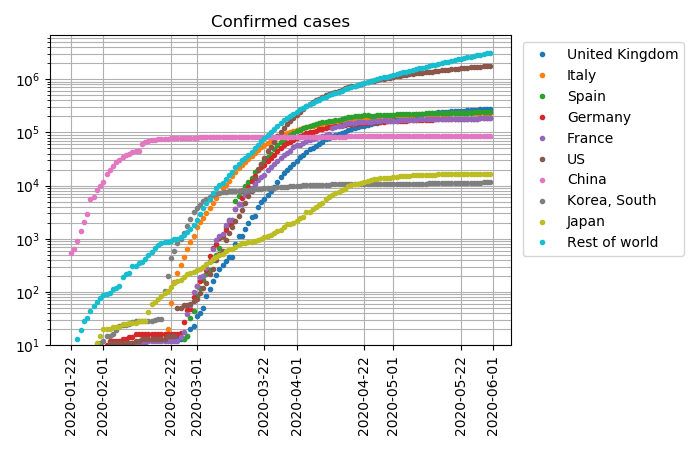 Confirmed cases
10⁶
10⁵
10⁴
10³
10²
10¹
2020-01-22
2020-02-01
2020-02-22
2020-03-01
2020-03-22
2020-04-01
2020-04-22
2020-05-01
2020-05-22
2020-06-01
United Kingdom
Italy
Spain
Germany
France
US
China
Korea, South
Japan
Rest of world